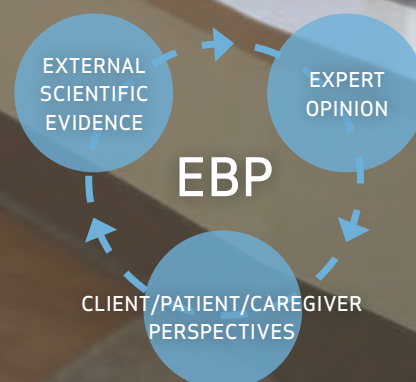 EXTERNAL
SCIENTIFIC
EVIDENCE
EXPERT
OPINION
EBP
CLIENT/PATIENT/CAREGIVER
PERSPECTIVES